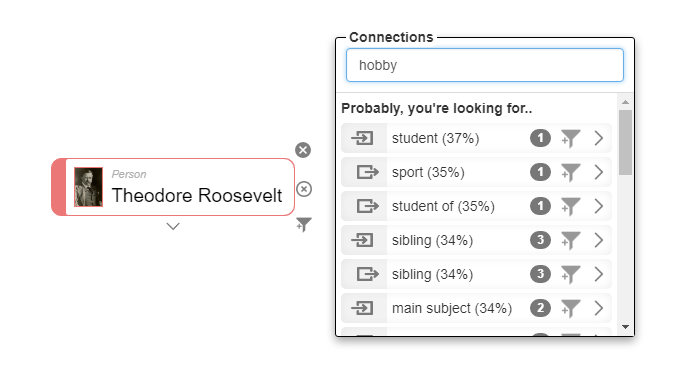 Person
Theodore Roosevelt
Connections
hobby
Probably, you're looking for..
student (37%) 1
sport (35%) 1
student of (35%) 1
sibling (34%) 3
sibling (34%) 3
main subject (34%) 2